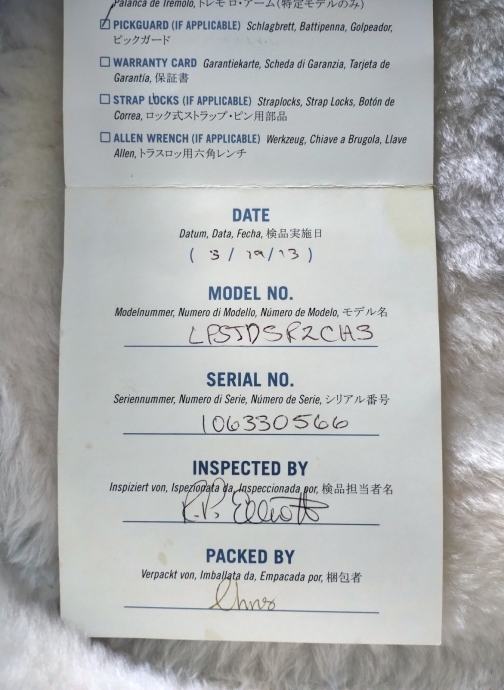 Palanca de Tremolo, トレモロ・アーム(特定モデルのみ)
PICKGUARD (IF APPLICABLE) Schlagbrett, Battipenna, Golpeador,
ピックガード
WARRANTY CARD Garantiekarte, Scheda di Garanzia, Tarjeta de
Garantía, 保証書
STRAP LOCKS (IF APPLICABLE) Straplocks, Strap Locks, Botón de
Correa, ロック式ストラップ・ピン用部品
ALLEN WRENCH (IF APPLICABLE) Werkzeug, Chiave a Brugola, Llave
Allen, トラスロッ用六角レンチ
DATE
Datum, Data, Fecha, 検品実施日
( 3 / 19 / 13 )
MODEL NO.
Modelnummer, Numero di Modello, Número de Modelo, モデル名
LPSTDSR2CH3
SERIAL NO.
Seriennummer, Numero di Serie, Número de Serie, シリアル番号
106330566
INSPECTED BY
Inspiziert von, Ispezionata da, Inspeccionada por, 検品担当者名
R.P. Elliott
PACKED BY
Verpackt von, Imballata da, Empacada por, 梱包者
Chris